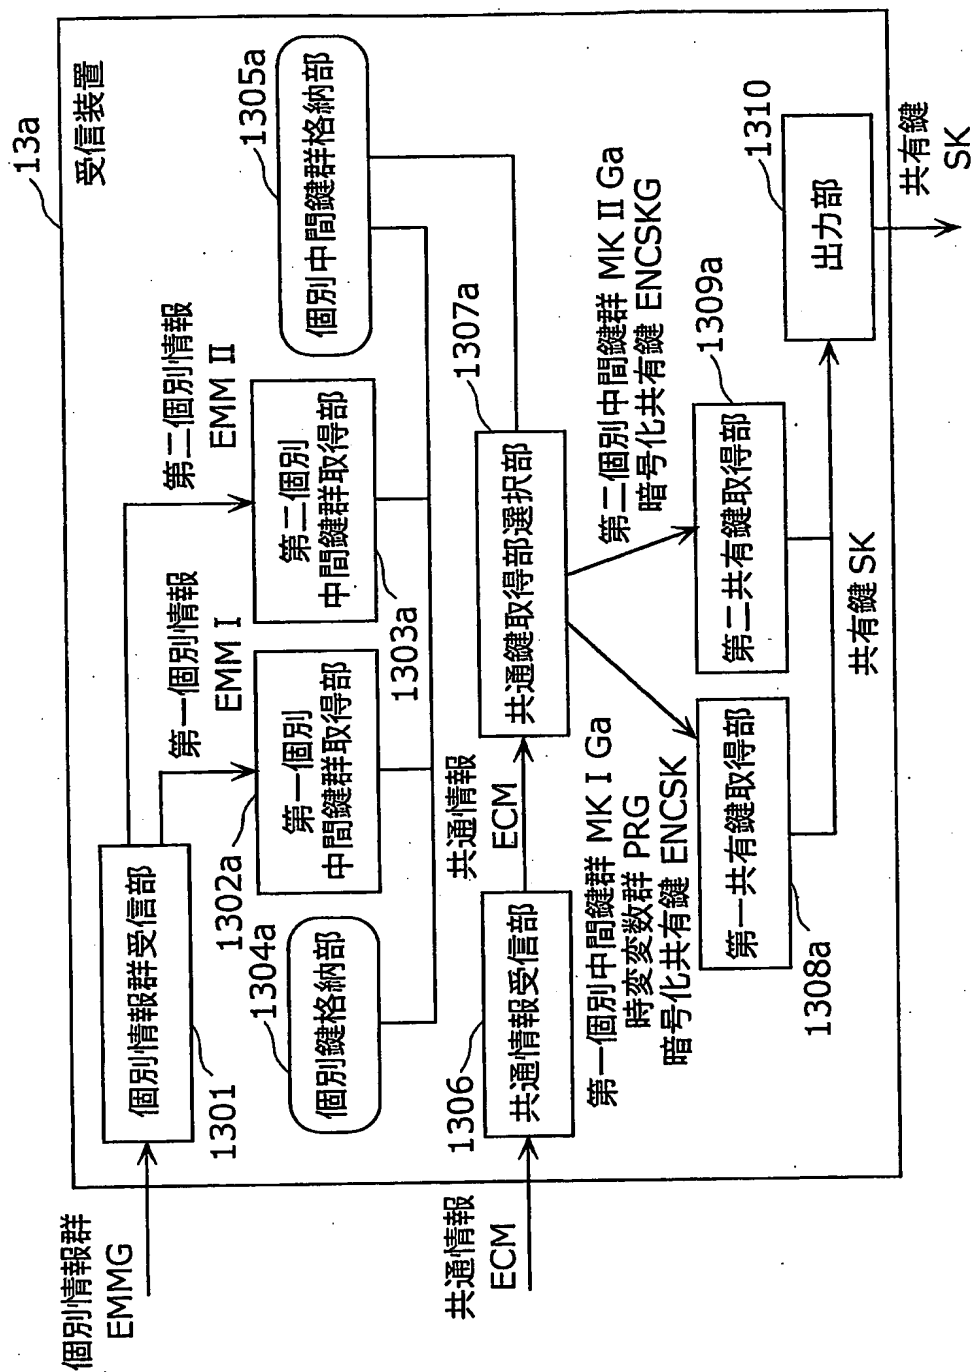 13a
受信装置
個別情報群
EMMG
個別情報群受信部
1301
第一個別情報
EMM I
第二個別情報
EMM II
1302a
第一個別
中間鍵群取得部
第二個別
中間鍵群取得部
1303a
1304a
個別鍵格納部
1305a
個別中間鍵群格納部
共通情報
ECM
1306
共通情報受信部
共通情報
ECM
共通鍵取得部選択部
1307a
第一個別中間鍵群 MK I Ga
時変変数群 PRG
暗号化共有鍵 ENCSK
第二個別中間鍵群 MK II Ga
暗号化共有鍵 ENCSKG
第一共有鍵取得部
1308a
第二共有鍵取得部
1309a
共有鍵 SK
出力部
1310
共有鍵
SK